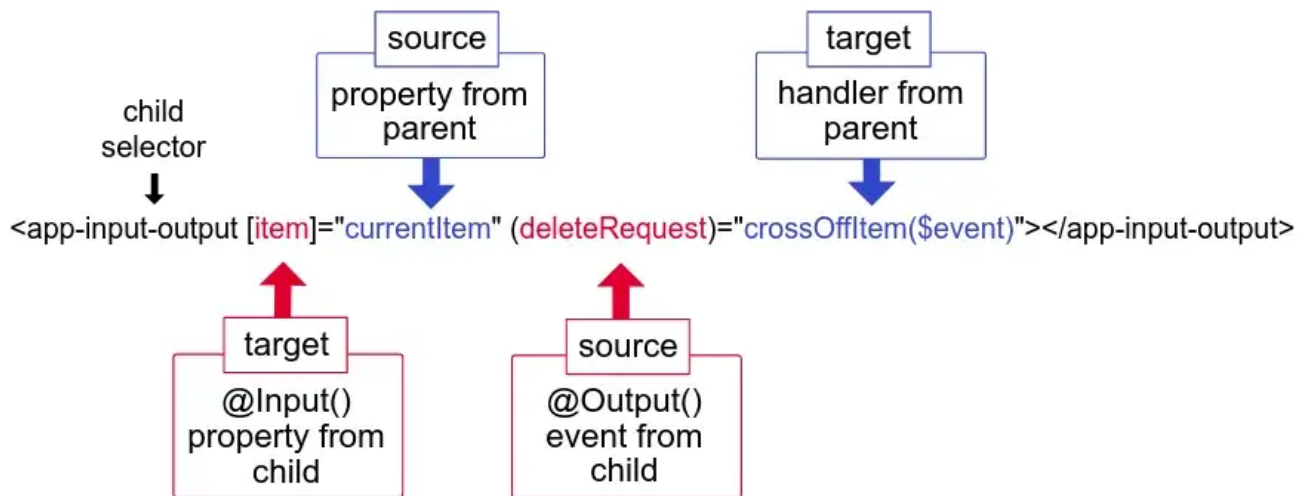 source
property from
parent
target
handler from
parent
child
selector
<app-input-output [item]="currentItem" (deleteRequest)="crossOffItem($event)"></app-input-output>
target
@Input()
property from
child
source
@Output()
event from
child